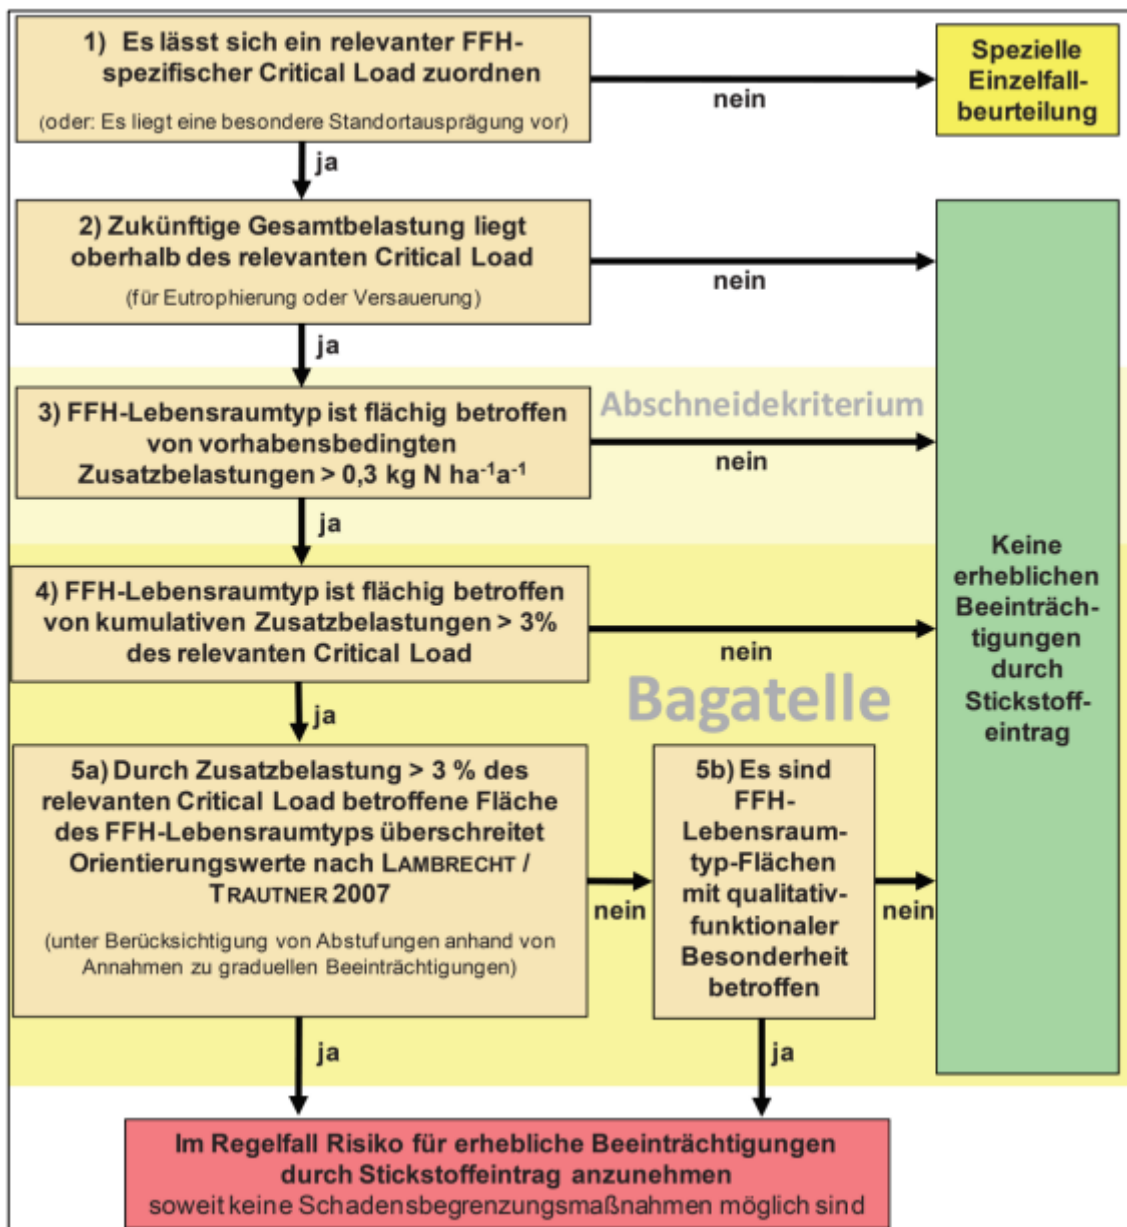 1) Es lässt sich ein relevanter FFH-
spezifischer Critical Load zuordnen
(oder: Es liegt eine besondere Standortausprägung vor)
nein
Spezielle
Einzelfall-
beurteilung
ja
2) Zukünftige Gesamtbelastung liegt
oberhalb des relevanten Critical Load
(für Eutrophierung oder Versauerung)
nein
ja
Abschneidekriterium
3) FFH-Lebensraumtyp ist flächig betroffen
von vorhabensbedingten
Zusatzbelastungen > 0,3 kg N ha⁻¹a⁻¹
nein
ja
4) FFH-Lebensraumtyp ist flächig betroffen
von kumulativen Zusatzbelastungen > 3%
des relevanten Critical Load
nein
Keine
erheblichen
Beeinträch-
tigungen
durch
Stickstoff-
eintrag
Bagatelle
ja
5a) Durch Zusatzbelastung > 3 % des
relevanten Critical Load betroffene Fläche
des FFH-Lebensraumtyps überschreitet
Orientierungswerte nach LAMBRECHT /
TRAUTNER 2007
(unter Berücksichtigung von Abstufungen anhand von
Annahmen zu graduellen Beeinträchtigungen)
nein
5b) Es sind
FFH-
Lebensraum-
typ-Flächen
mit qualitativ-
funktionaler
Besonderheit
betroffen
nein
ja
ja
Im Regelfall Risiko für erhebliche Beeinträchtigungen
durch Stickstoffeintrag anzunehmen
soweit keine Schadensbegrenzungsmaßnahmen möglich sind